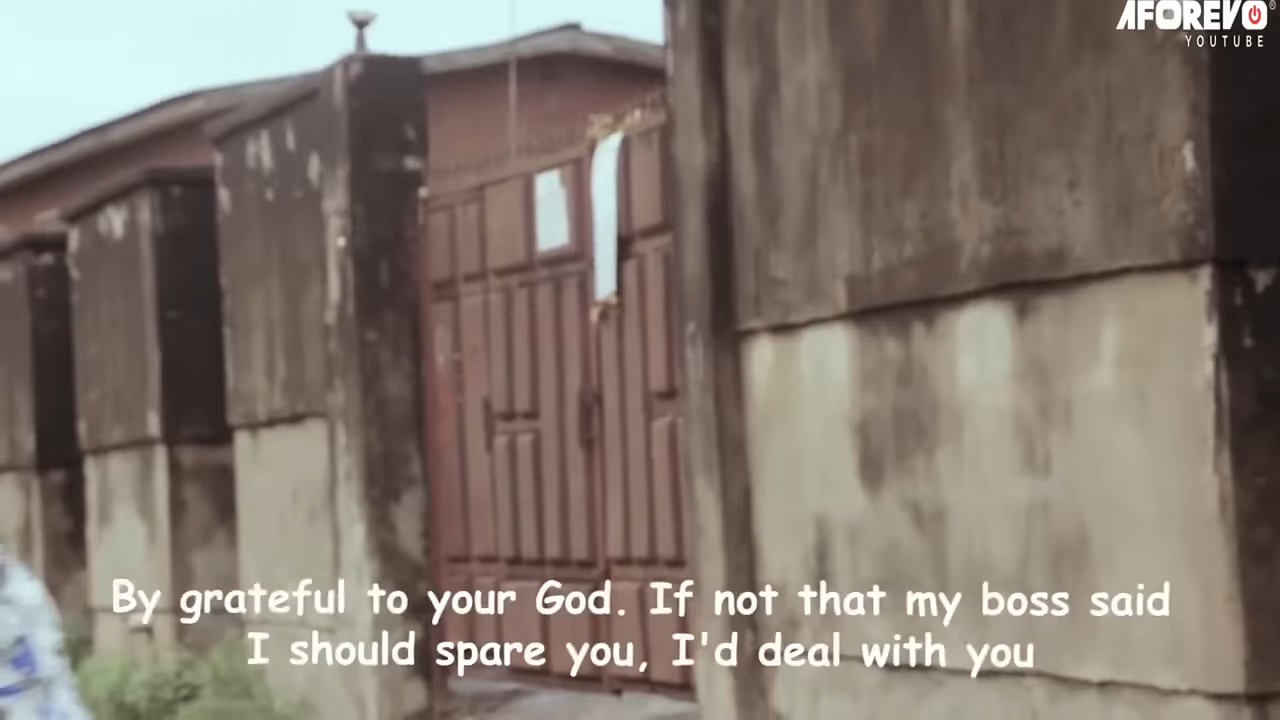 AFOREVO
YOUTUBE
By grateful to your God. If not that my boss said
I should spare you, I'd deal with you